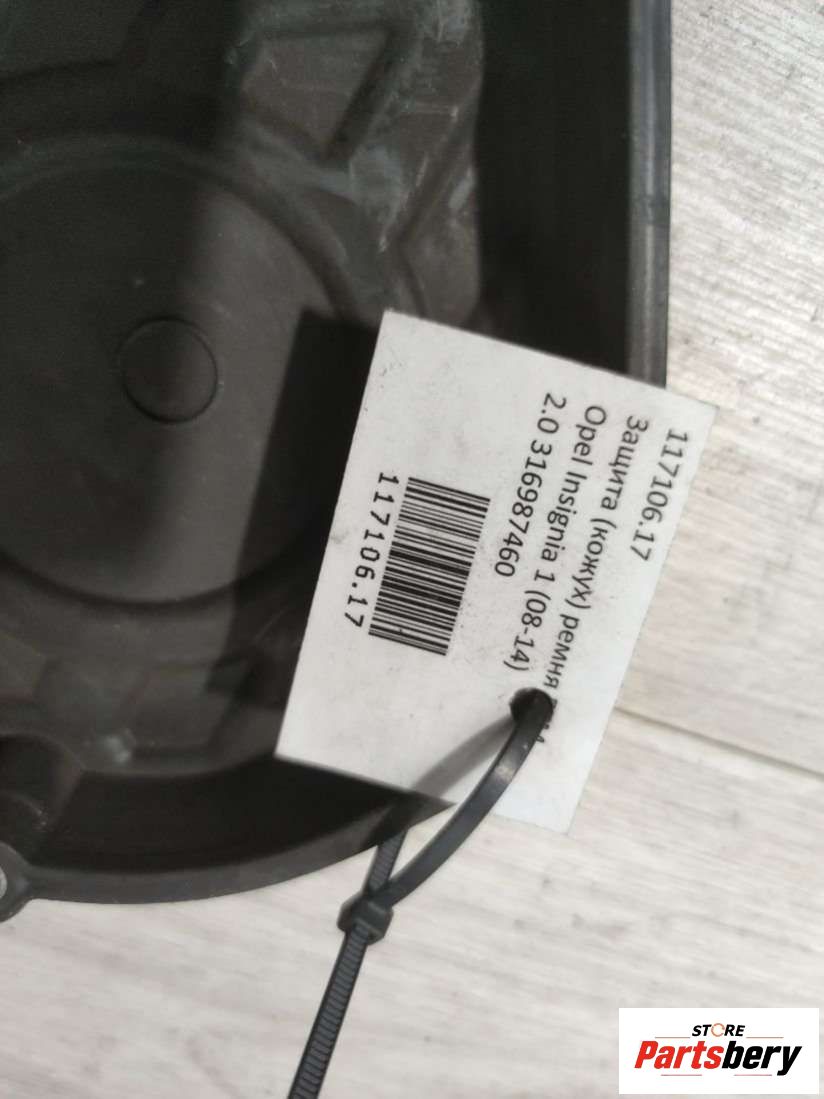 117106.17
Защита (кожух) ремня
Opel Insignia 1 (08-14)
2.0 316987460
117106.17
STORE
Partsbery